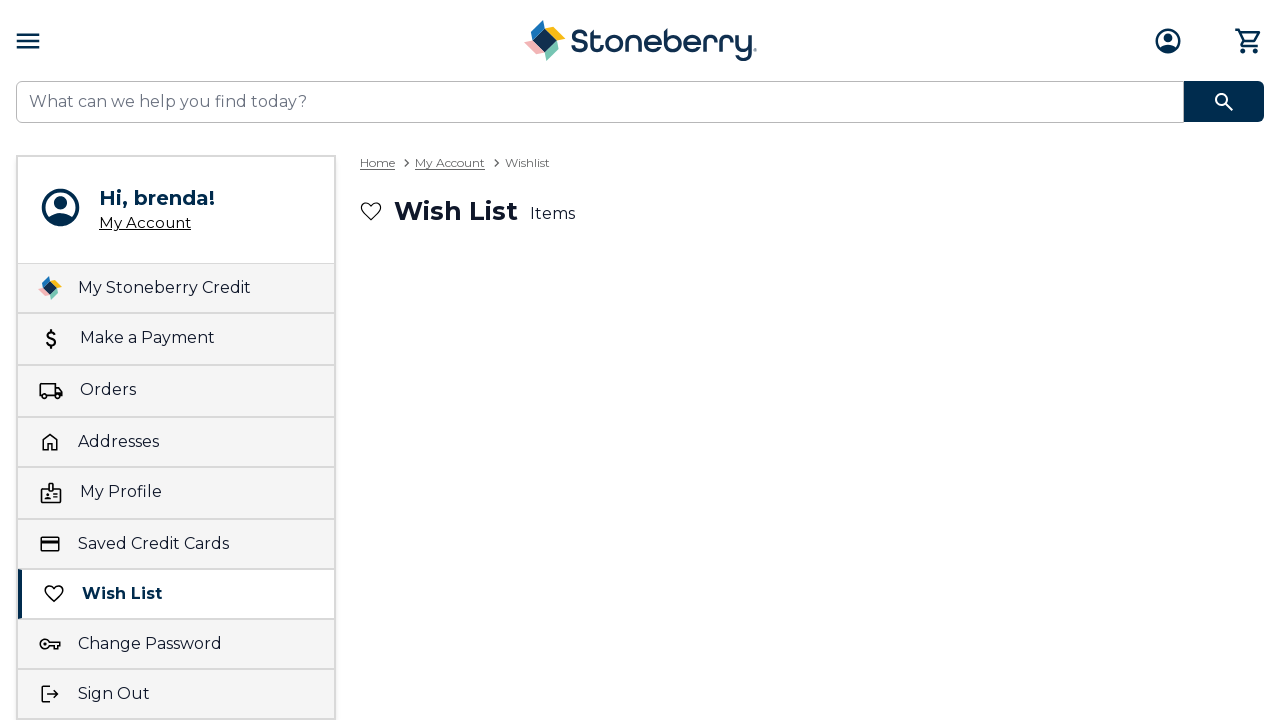 Stoneberry
What can we help you find today?
Hi, brenda!
My Account
My Stoneberry Credit
Make a Payment
Orders
Addresses
My Profile
Saved Credit Cards
Wish List
Change Password
Sign Out
Home > My Account > Wishlist
Wish List Items